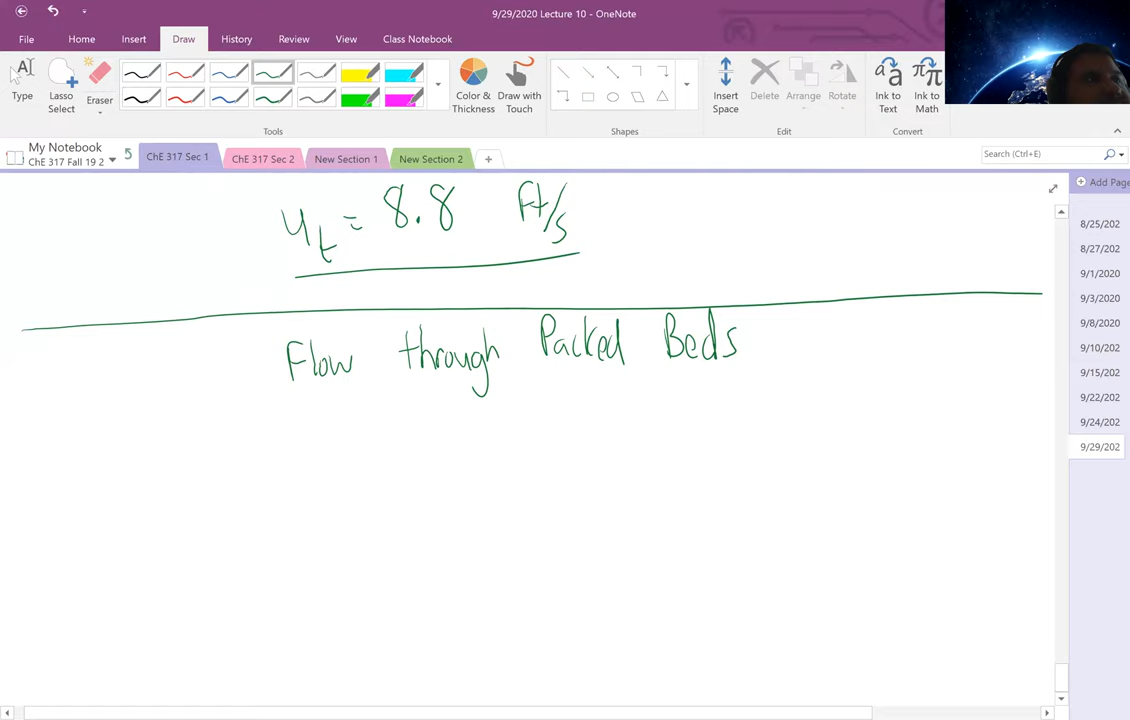 9/29/2020 Lecture 10 - OneNote
File Home Insert Draw History Review View Class Notebook
Type
Lasso Select
Eraser
Color & Thickness
Draw with Touch
Insert Space
Delete
Arrange
Rotate
Ink to Text
Ink to Math
Tools Shapes Edit Convert
My Notebook
ChE 317 Fall 19 2
ChE 317 Sec 1 ChE 317 Sec 2 New Section 1 New Section 2 +
Search (Ctrl+E)
Add Page
8/25/202
8/27/202
9/1/2020
9/3/2020
9/8/2020
9/10/202
9/15/202
9/22/202
9/24/202
9/29/202
u_t = 8.8 ft/s
Flow through Packed Beds